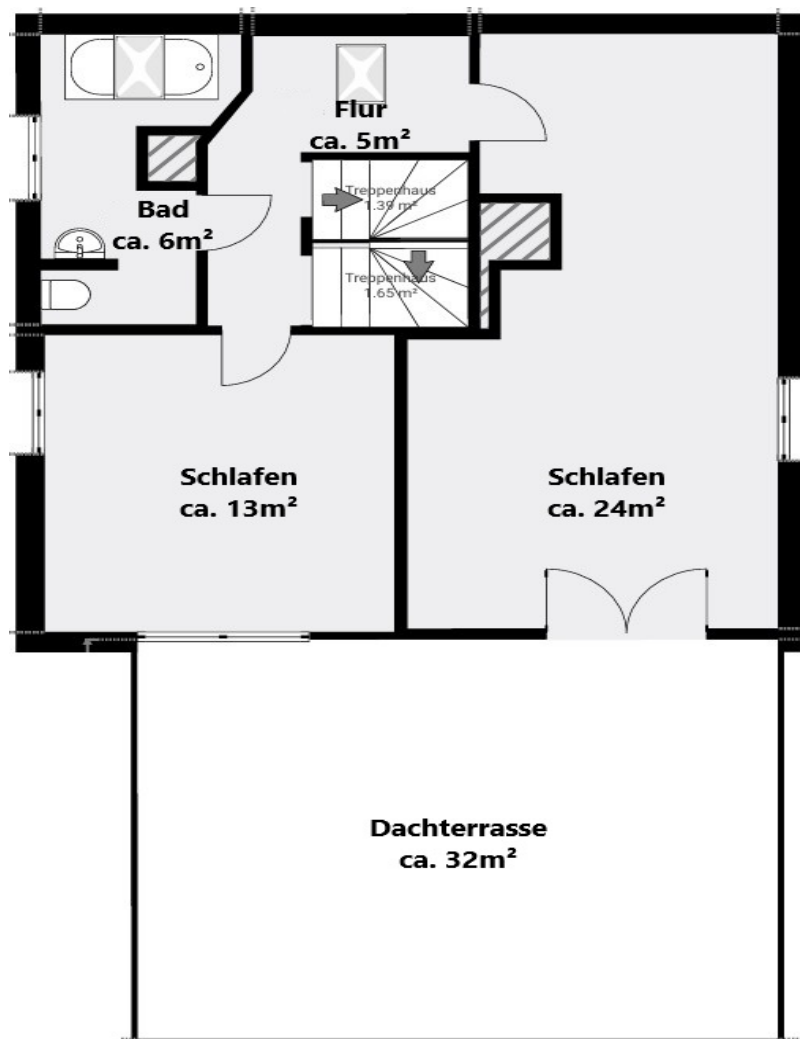 Flur
ca. 5m²
Treppenhaus
1.39 m²
Bad
ca. 6m²
Treppenhaus
1.65 m²
Schlafen
ca. 13m²
Schlafen
ca. 24m²
Dachterrasse
ca. 32m²